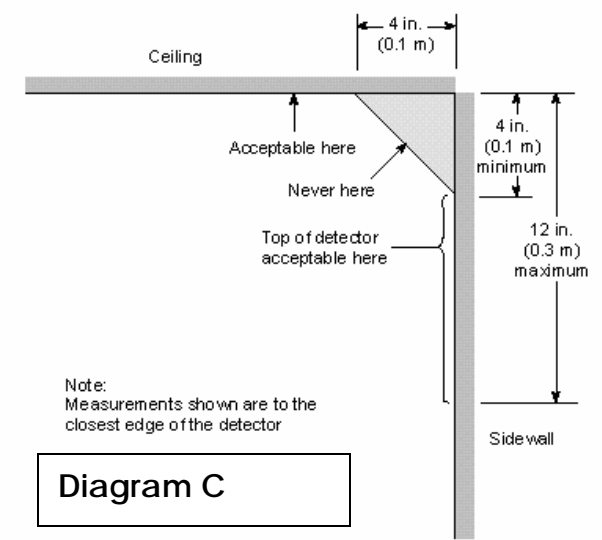 4 in.
(0.1 m)
Ceiling
Acceptable here
4 in.
(0.1 m)
minimum
Never here
Top of detector
acceptable here
12 in.
(0.3 m)
maximum
Note:
Measurements shown are to the
closest edge of the detector
Sidewall
Diagram C